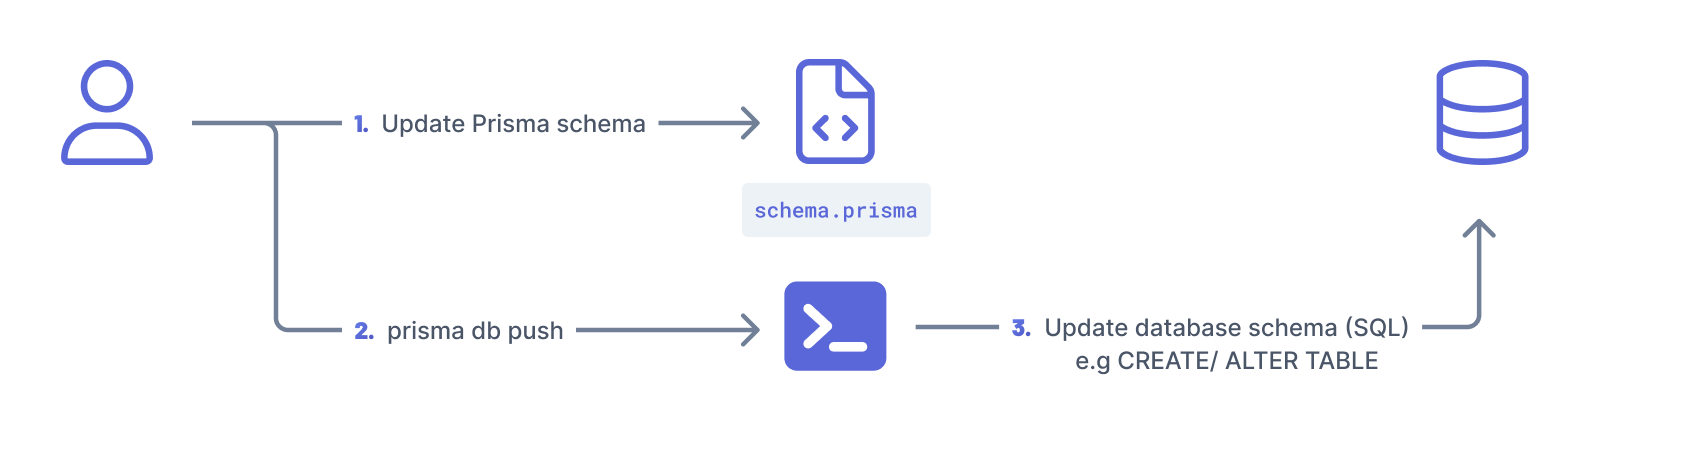 1. Update Prisma schema
schema.prisma
2. prisma db push
3. Update database schema (SQL)
e.g CREATE/ ALTER TABLE